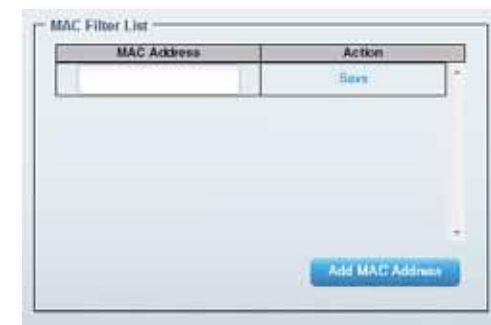 MAC Filter List
MAC Address Action
Save
Add MAC Address